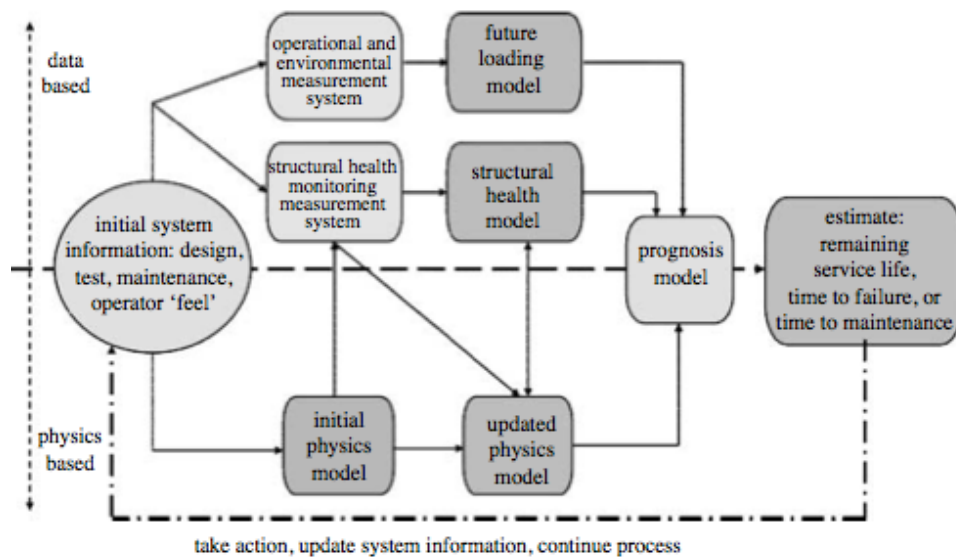 data
based
operational and
environmental
measurement
system
future
loading
model
structural health
monitoring
measurement
system
structural
health
model
initial system
information: design,
test, maintenance,
operator ‘feel’
prognosis
model
estimate:
remaining
service life,
time to failure, or
time to maintenance
physics
based
initial
physics
model
updated
physics
model
take action, update system information, continue process